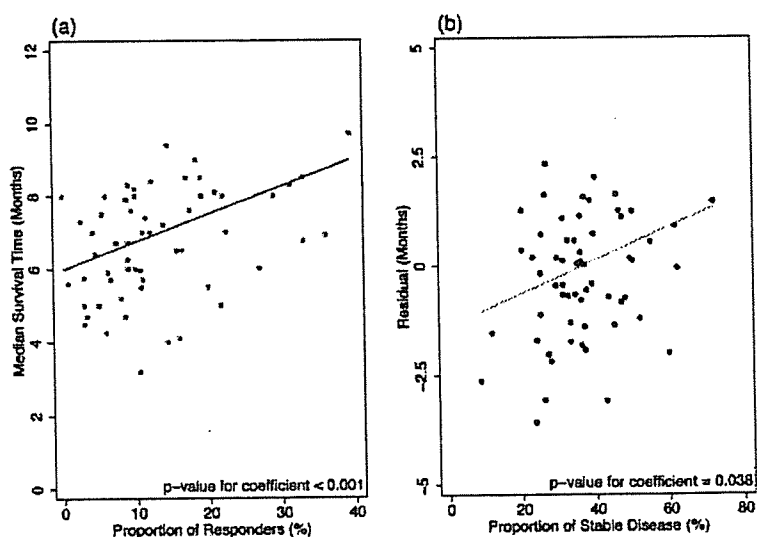 (a)
12
10
8
6
4
2
0
Median Survival Time (Months)
p-value for coefficient < 0.001
0 10 20 30 40
Proportion of Responders (%)
(b)
5
2.5
0
-2.5
-5
Residual (Months)
p-value for coefficient = 0.038
0 20 40 60 80
Proportion of Stable Disease (%)